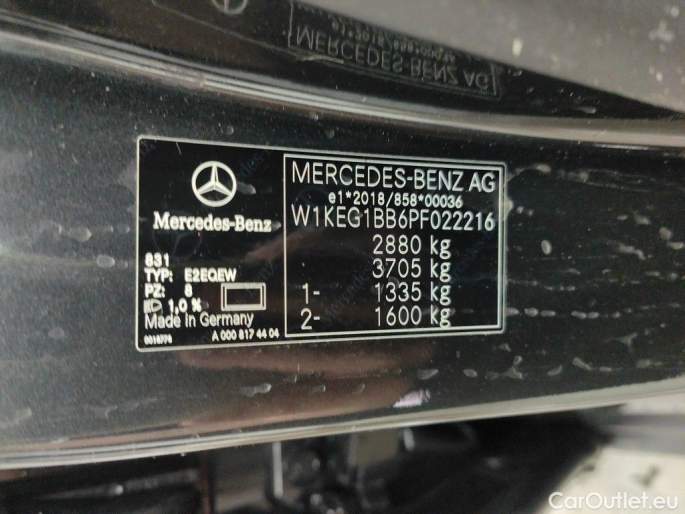 MERCEDES-BENZ AG
Mercedes-Benz
831
TYP: E2EQEW
PZ: 8
1,0 %
Made in Germany
A 000 817 44 04
MERCEDES-BENZ AG
e1*2018/858*00036
W1KEG1BB6PF022216
2880 kg
3705 kg
1- 1335 kg
2- 1600 kg
CarOutlet.eu